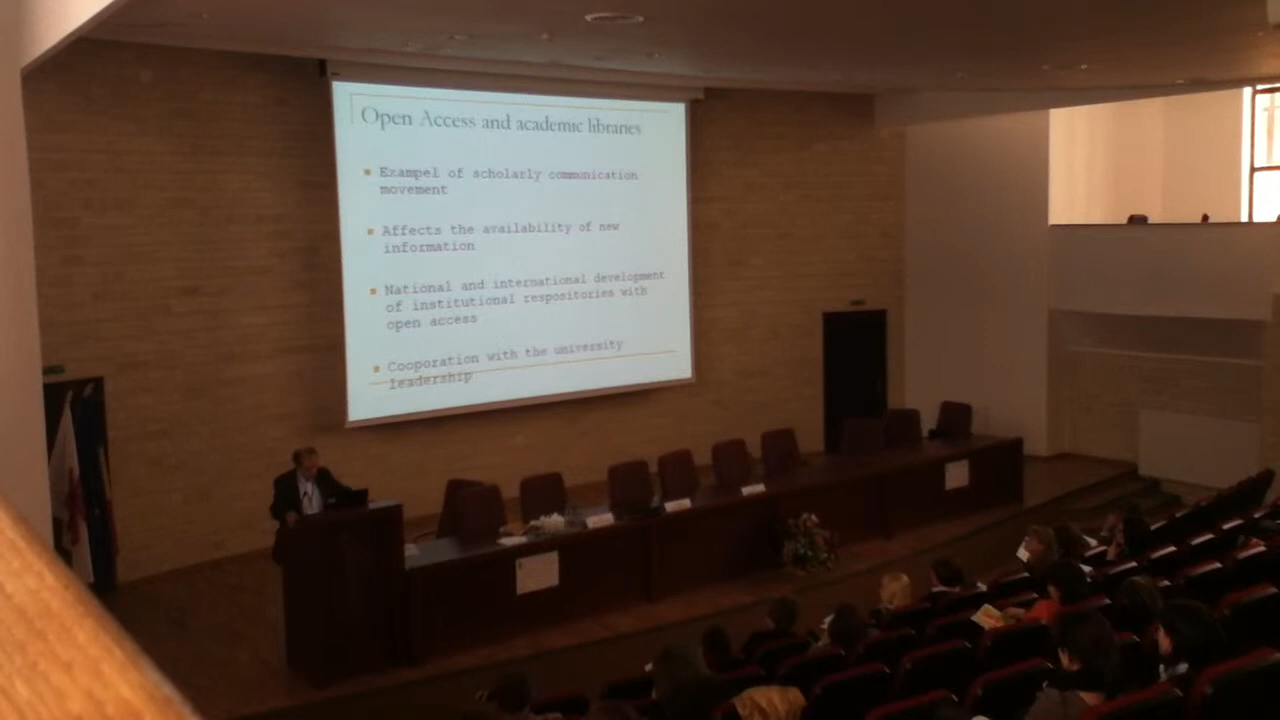 Open Access and academic libraries
Exampel of scholarly communication
movement
Affects the availability of new
information
National and international development
of institutional respositories with
open access
Cooporation with the university
leadership